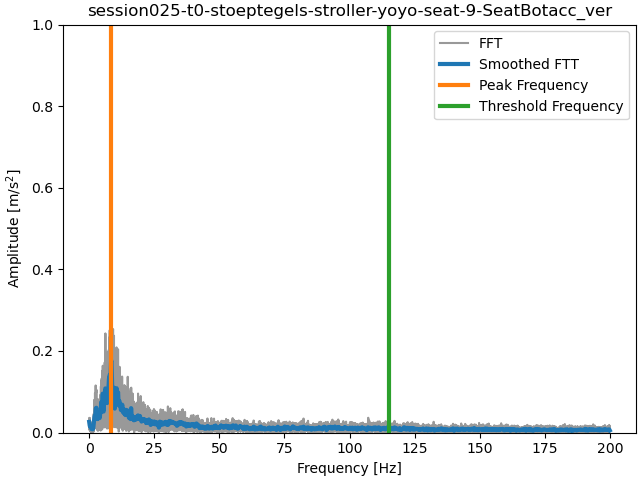 session025-t0-stoeptegels-stroller-yoyo-seat-9-SeatBotacc_ver
1.0
0.8
0.6
0.4
0.2
0.0
Amplitude [m/s²]
FFT
Smoothed FTT
Peak Frequency
Threshold Frequency
0 25 50 75 100 125 150 175 200
Frequency [Hz]